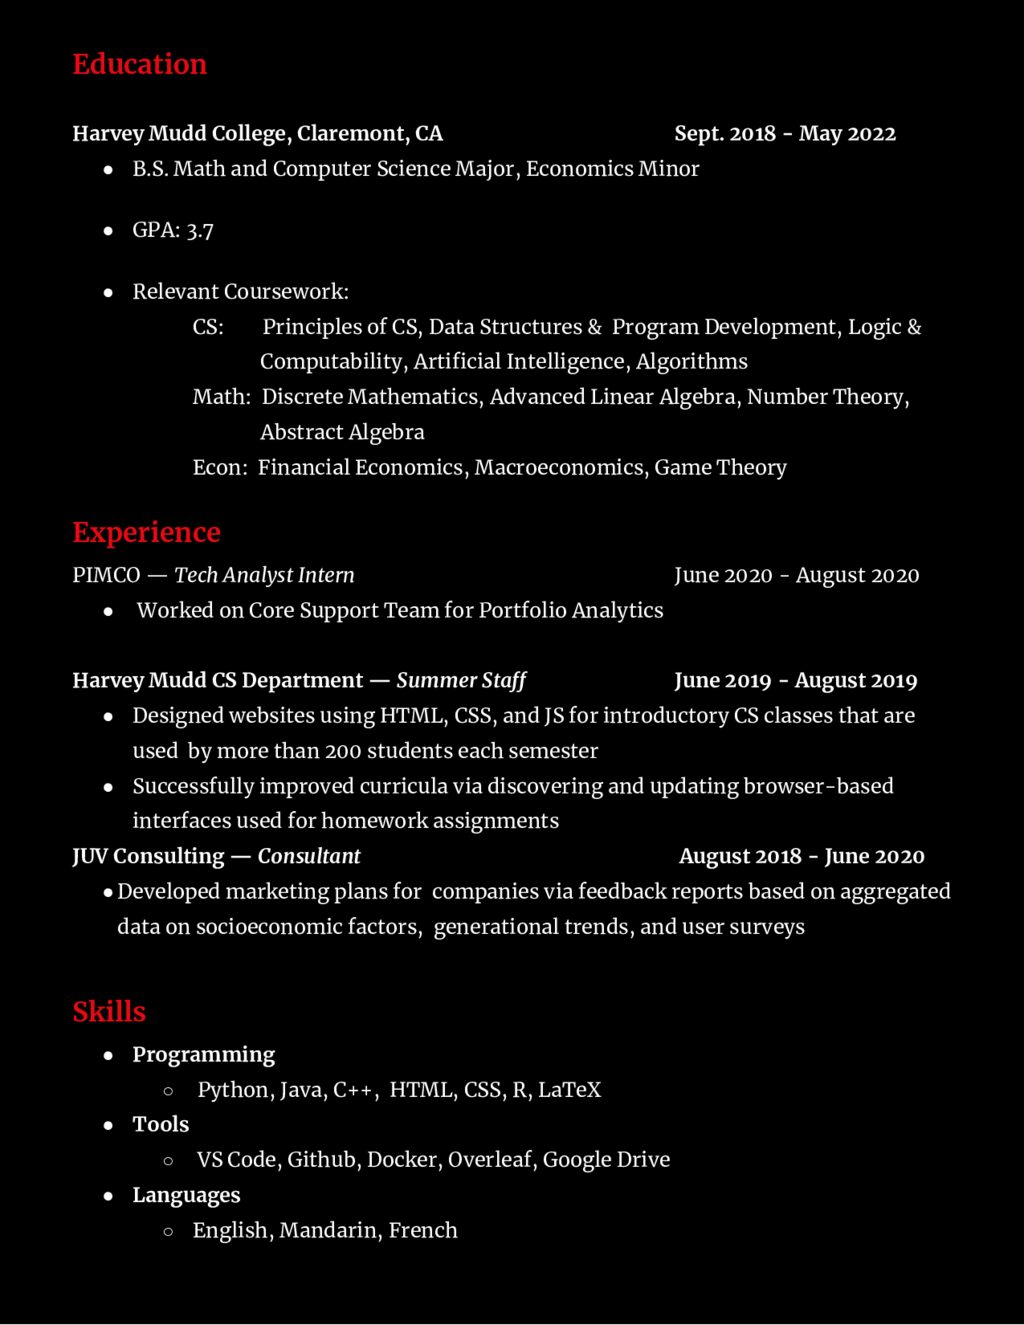 Education
Harvey Mudd College, Claremont, CA Sept. 2018 - May 2022
● B.S. Math and Computer Science Major, Economics Minor
● GPA: 3.7
● Relevant Coursework:
CS: Principles of CS, Data Structures & Program Development, Logic &
Computability, Artificial Intelligence, Algorithms
Math: Discrete Mathematics, Advanced Linear Algebra, Number Theory,
Abstract Algebra
Econ: Financial Economics, Macroeconomics, Game Theory
Experience
PIMCO — Tech Analyst Intern June 2020 - August 2020
● Worked on Core Support Team for Portfolio Analytics
Harvey Mudd CS Department — Summer Staff June 2019 - August 2019
● Designed websites using HTML, CSS, and JS for introductory CS classes that are
used by more than 200 students each semester
● Successfully improved curricula via discovering and updating browser-based
interfaces used for homework assignments
JUV Consulting — Consultant August 2018 - June 2020
● Developed marketing plans for companies via feedback reports based on aggregated
data on socioeconomic factors, generational trends, and user surveys
Skills
● Programming
○ Python, Java, C++, HTML, CSS, R, LaTeX
● Tools
○ VS Code, Github, Docker, Overleaf, Google Drive
● Languages
○ English, Mandarin, French